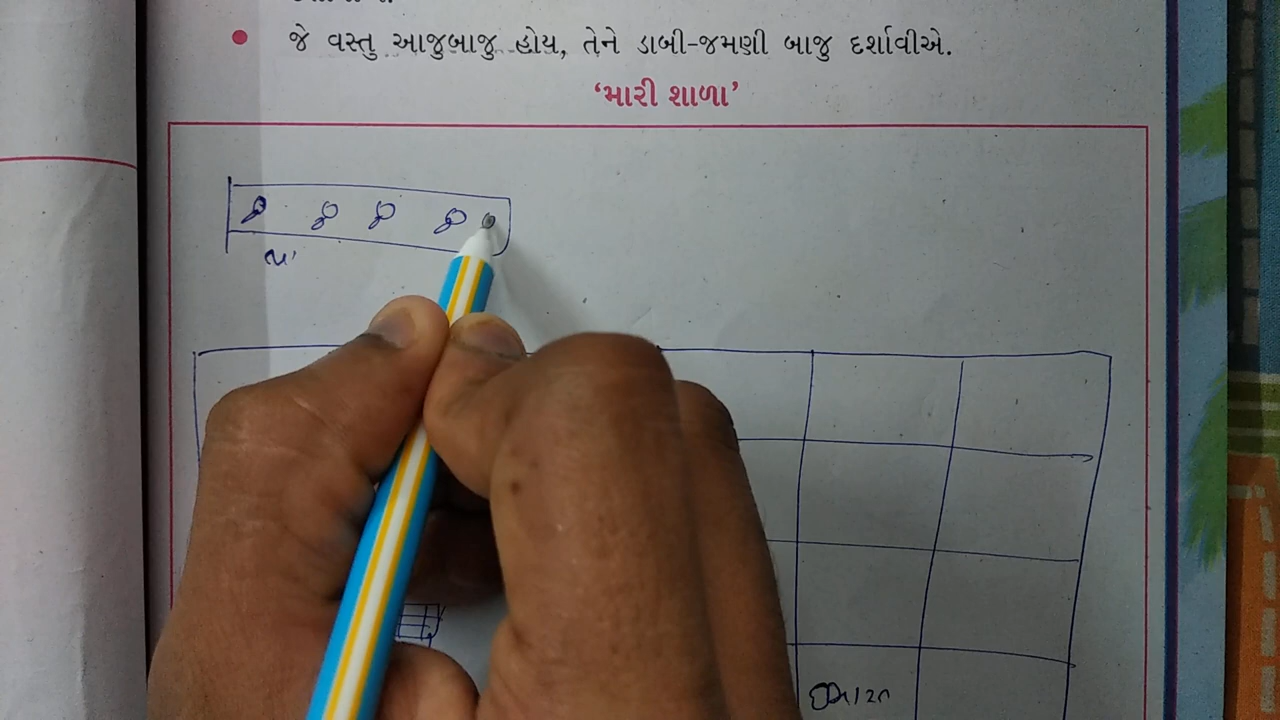 જે વસ્તુ આજુબાજુ હોય, તેને ડાબી-જમણી બાજુ દર્શાવીએ.
‘મારી શાળા’